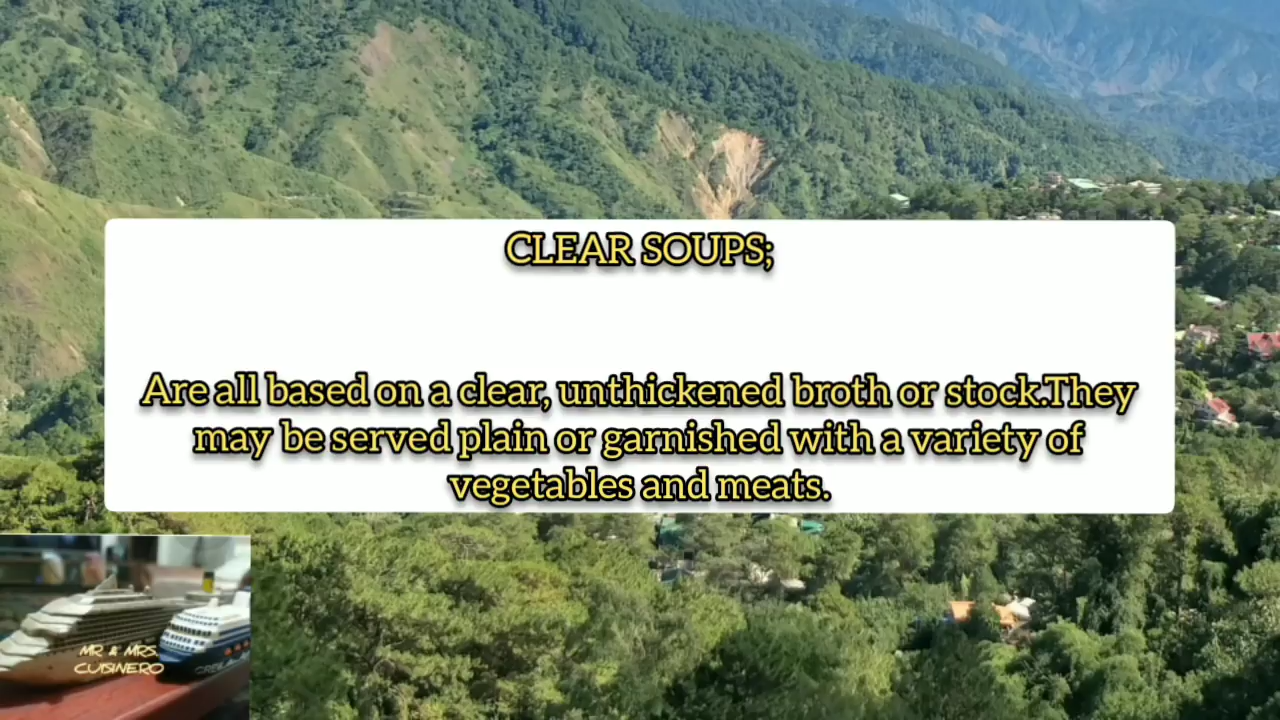 CLEAR SOUPS;
Are all based on a clear, unthickened broth or stock.They
may be served plain or garnished with a variety of
vegetables and meats.
MR & MRS.
CUISINERO